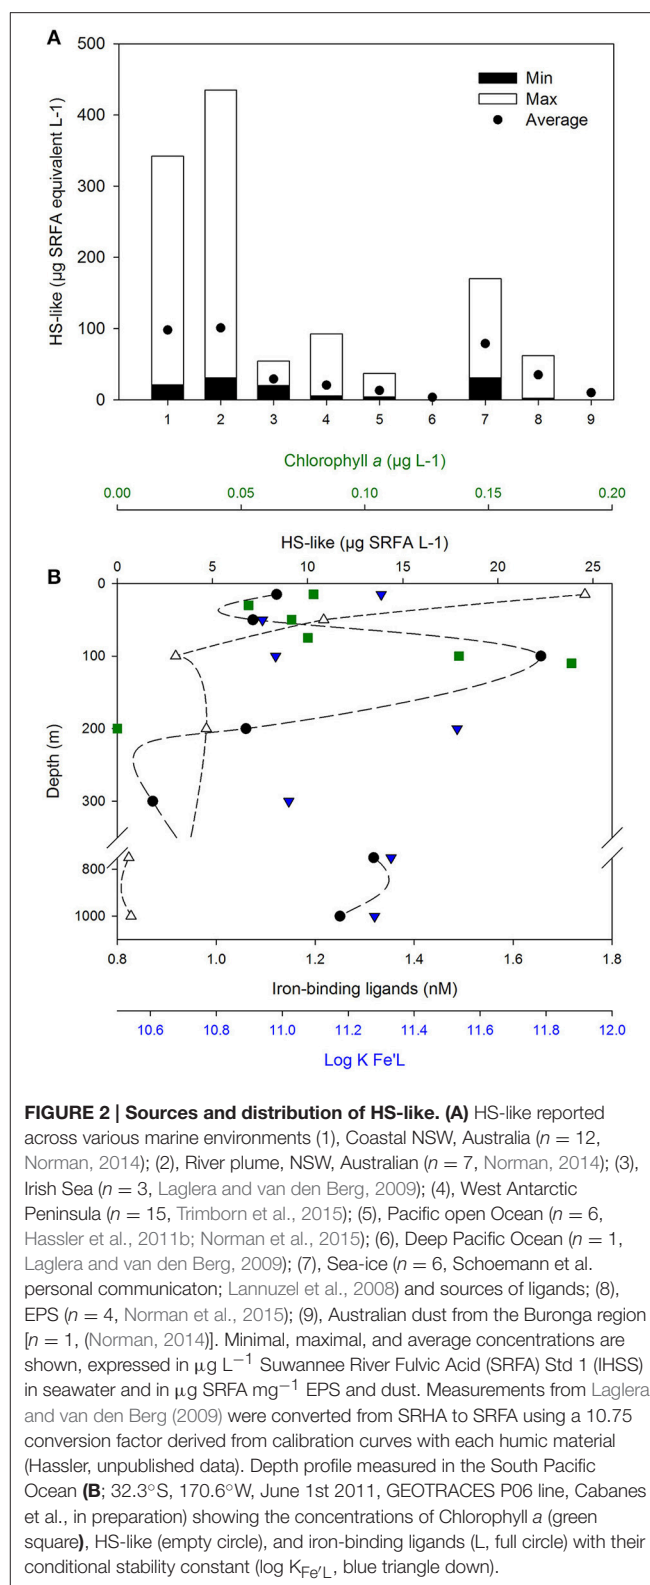 A
500
400
300
200
100
0
HS-like (µg SRFA equivalent L-1)
Min
Max
Average
1 2 3 4 5 6 7 8 9
Chlorophyll a (µg L-1)
0.00 0.05 0.10 0.15 0.20
HS-like (µg SRFA L-1)
0 5 10 15 20 25
B
0
100
200
300
800
1000
Depth (m)
0.8 1.0 1.2 1.4 1.6 1.8
Iron-binding ligands (nM)
10.6 10.8 11.0 11.2 11.4 11.6 11.8 12.0
Log K Fe'L
FIGURE 2 | Sources and distribution of HS-like. (A) HS-like reported
across various marine environments (1), Coastal NSW, Australia (n = 12,
Norman, 2014); (2), River plume, NSW, Australian (n = 7, Norman, 2014); (3),
Irish Sea (n = 3, Laglera and van den Berg, 2009); (4), West Antarctic
Peninsula (n = 15, Trimborn et al., 2015); (5), Pacific open Ocean (n = 6,
Hassler et al., 2011b; Norman et al., 2015); (6), Deep Pacific Ocean (n = 1,
Laglera and van den Berg, 2009); (7), Sea-ice (n = 6, Schoemann et al.
personal communicaton; Lannuzel et al., 2008) and sources of ligands; (8),
EPS (n = 4, Norman et al., 2015); (9), Australian dust from the Buronga region
[n = 1, (Norman, 2014)]. Minimal, maximal, and average concentrations are
shown, expressed in µg L⁻¹ Suwannee River Fulvic Acid (SRFA) Std 1 (IHSS)
in seawater and in µg SRFA mg⁻¹ EPS and dust. Measurements from Laglera
and van den Berg (2009) were converted from SRHA to SRFA using a 10.75
conversion factor derived from calibration curves with each humic material
(Hassler, unpublished data). Depth profile measured in the South Pacific
Ocean (B; 32.3°S, 170.6°W, June 1st 2011, GEOTRACES P06 line, Cabanes
et al., in preparation) showing the concentrations of Chlorophyll a (green
square), HS-like (empty circle), and iron-binding ligands (L, full circle) with their
conditional stability constant (log K Fe′L, blue triangle down).